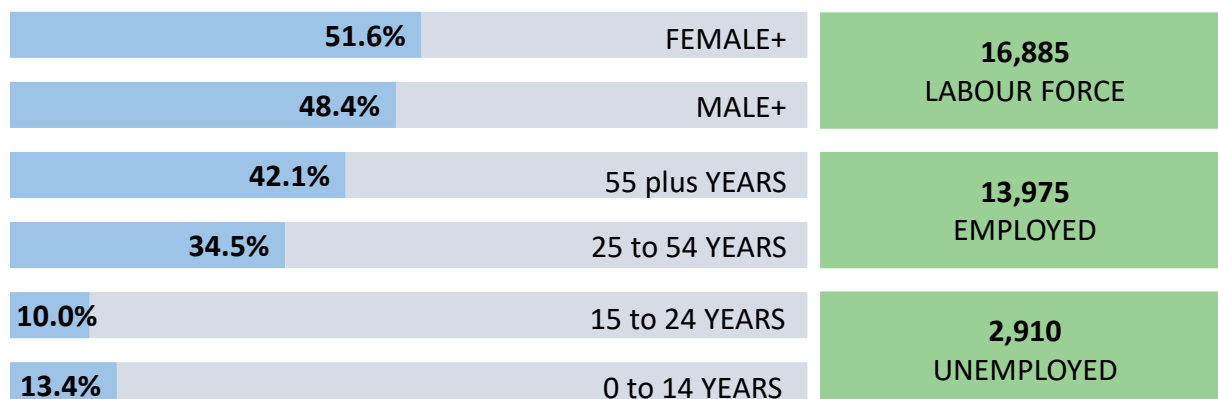 51.6% FEMALE+
48.4% MALE+
42.1% 55 plus YEARS
34.5% 25 to 54 YEARS
10.0% 15 to 24 YEARS
13.4% 0 to 14 YEARS
16,885
LABOUR FORCE
13,975
EMPLOYED
2,910
UNEMPLOYED